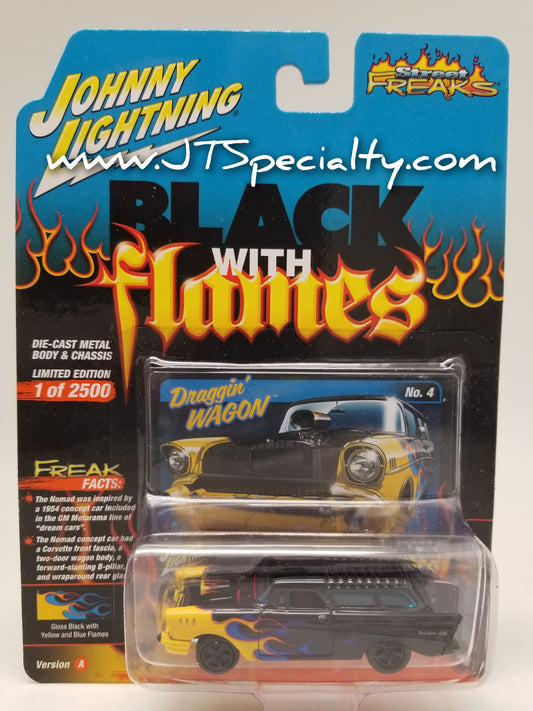 JOHNNY
LIGHTNING®
Street
FREAKS®
www.JTSpecialty.com
BLACK
WITH
flames
DIE-CAST METAL
BODY & CHASSIS
LIMITED EDITION
1 of 2500
Draggin'
WAGON™
No. 4
FREAK
FACTS:
• The Nomad was inspired
by a 1954 concept car
included
in the GM Motorama line of
"dream cars".
• The Nomad concept car had
a Corvette front fascia, a
two-door wagon body, a
forward-slanting B-pillar,
and wraparound rear
Gloss Black with
Yellow and Blue Flames
Version A
JOHNNY
LIGHTNING